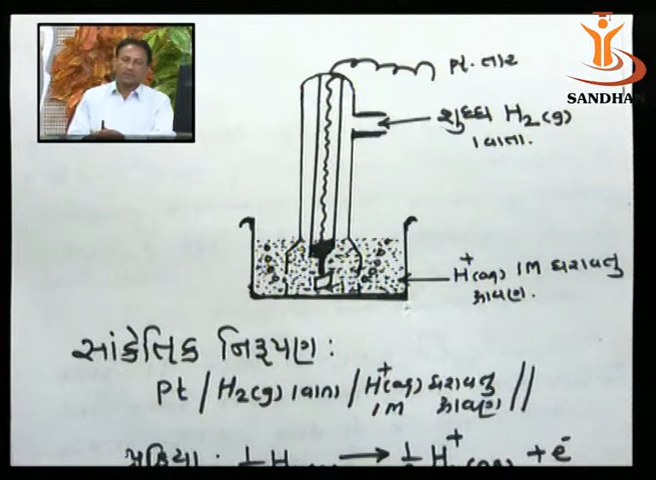 SANDHAN
Pt. તાર
શુધ્ધ H₂(g)
1 વાતા.
H⁺(aq) 1M ધરાવતુ
દ્રાવણ.
સાંકેતિક નિરૂપણ :
Pt / H₂(g) 1 વાતા / H⁺(aq) ધરાવતુ //
1M દ્રાવણ
પ્રક્રિયા :